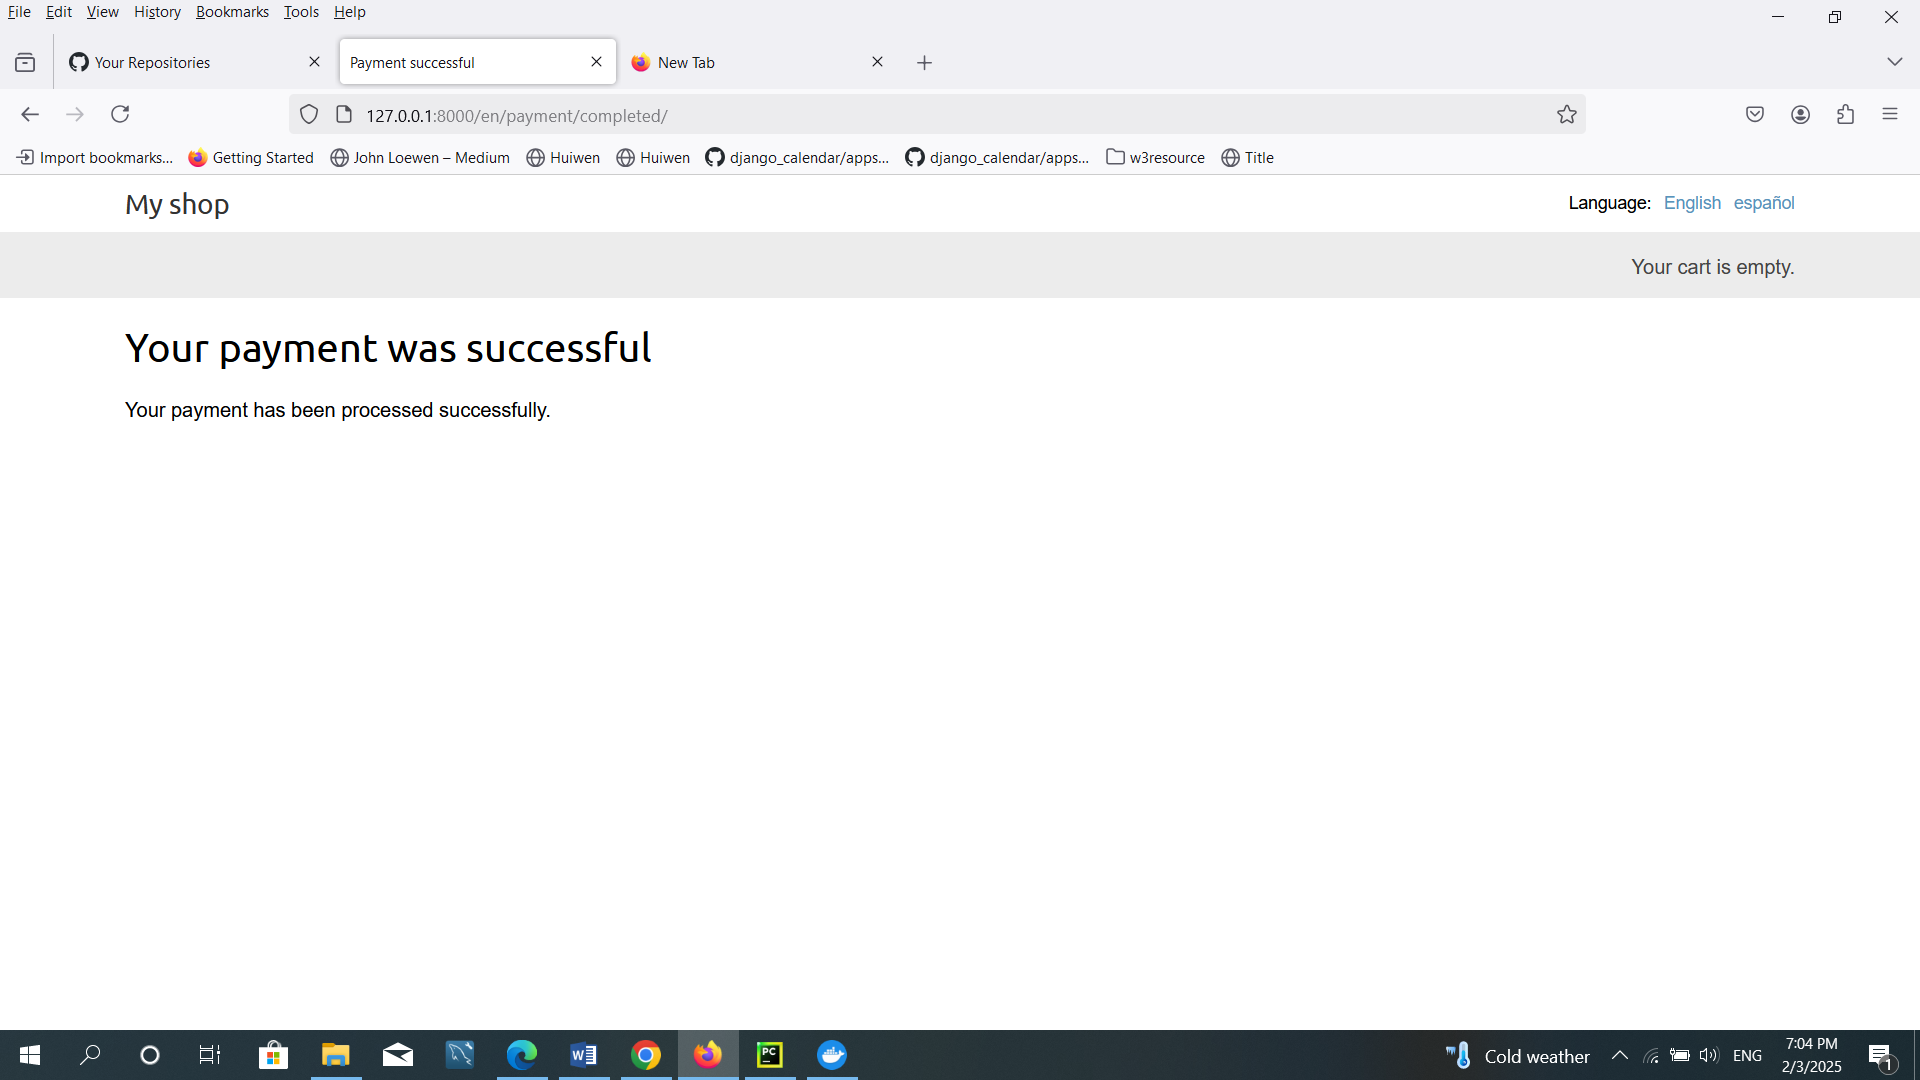 File Edit View History Bookmarks Tools Help
Your Repositories
Payment successful
New Tab
127.0.0.1:8000/en/payment/completed/
Import bookmarks... Getting Started John Loewen – Medium Huiwen Huiwen django_calendar/apps... django_calendar/apps... w3resource Title
My shop
Language: English español
Your cart is empty.
Your payment was successful
Your payment has been processed successfully.
W
PC
Cold weather
ENG
7:04 PM
2/3/2025
1